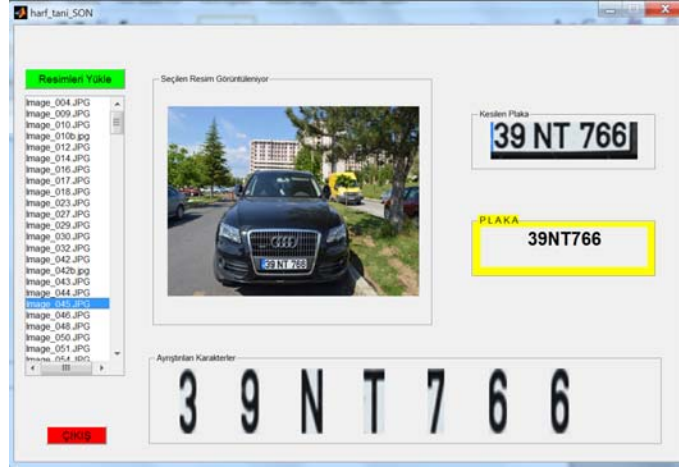 harf_tani_SON
Resimleri Yükle
Image_004.JPG
Image_009.JPG
Image_010.JPG
Image_010b.jpg
Image_012.JPG
Image_014.JPG
Image_016.JPG
Image_017.JPG
Image_018.JPG
Image_023.JPG
Image_027.JPG
Image_029.JPG
Image_030.JPG
Image_032.JPG
Image_042.JPG
Image_042b.jpg
Image_043.JPG
Image_044.JPG
Image_045.JPG
Image_046.JPG
Image_048.JPG
Image_050.JPG
Image_051.JPG
Image_054.JPG
ÇIKIŞ
Seçilen Resim Görüntüleniyor
39 NT 766
Kesilen Plaka
39 NT 766
PLAKA
39NT766
Ayrıştırılan Karakterler
3 9 N T 7 6 6